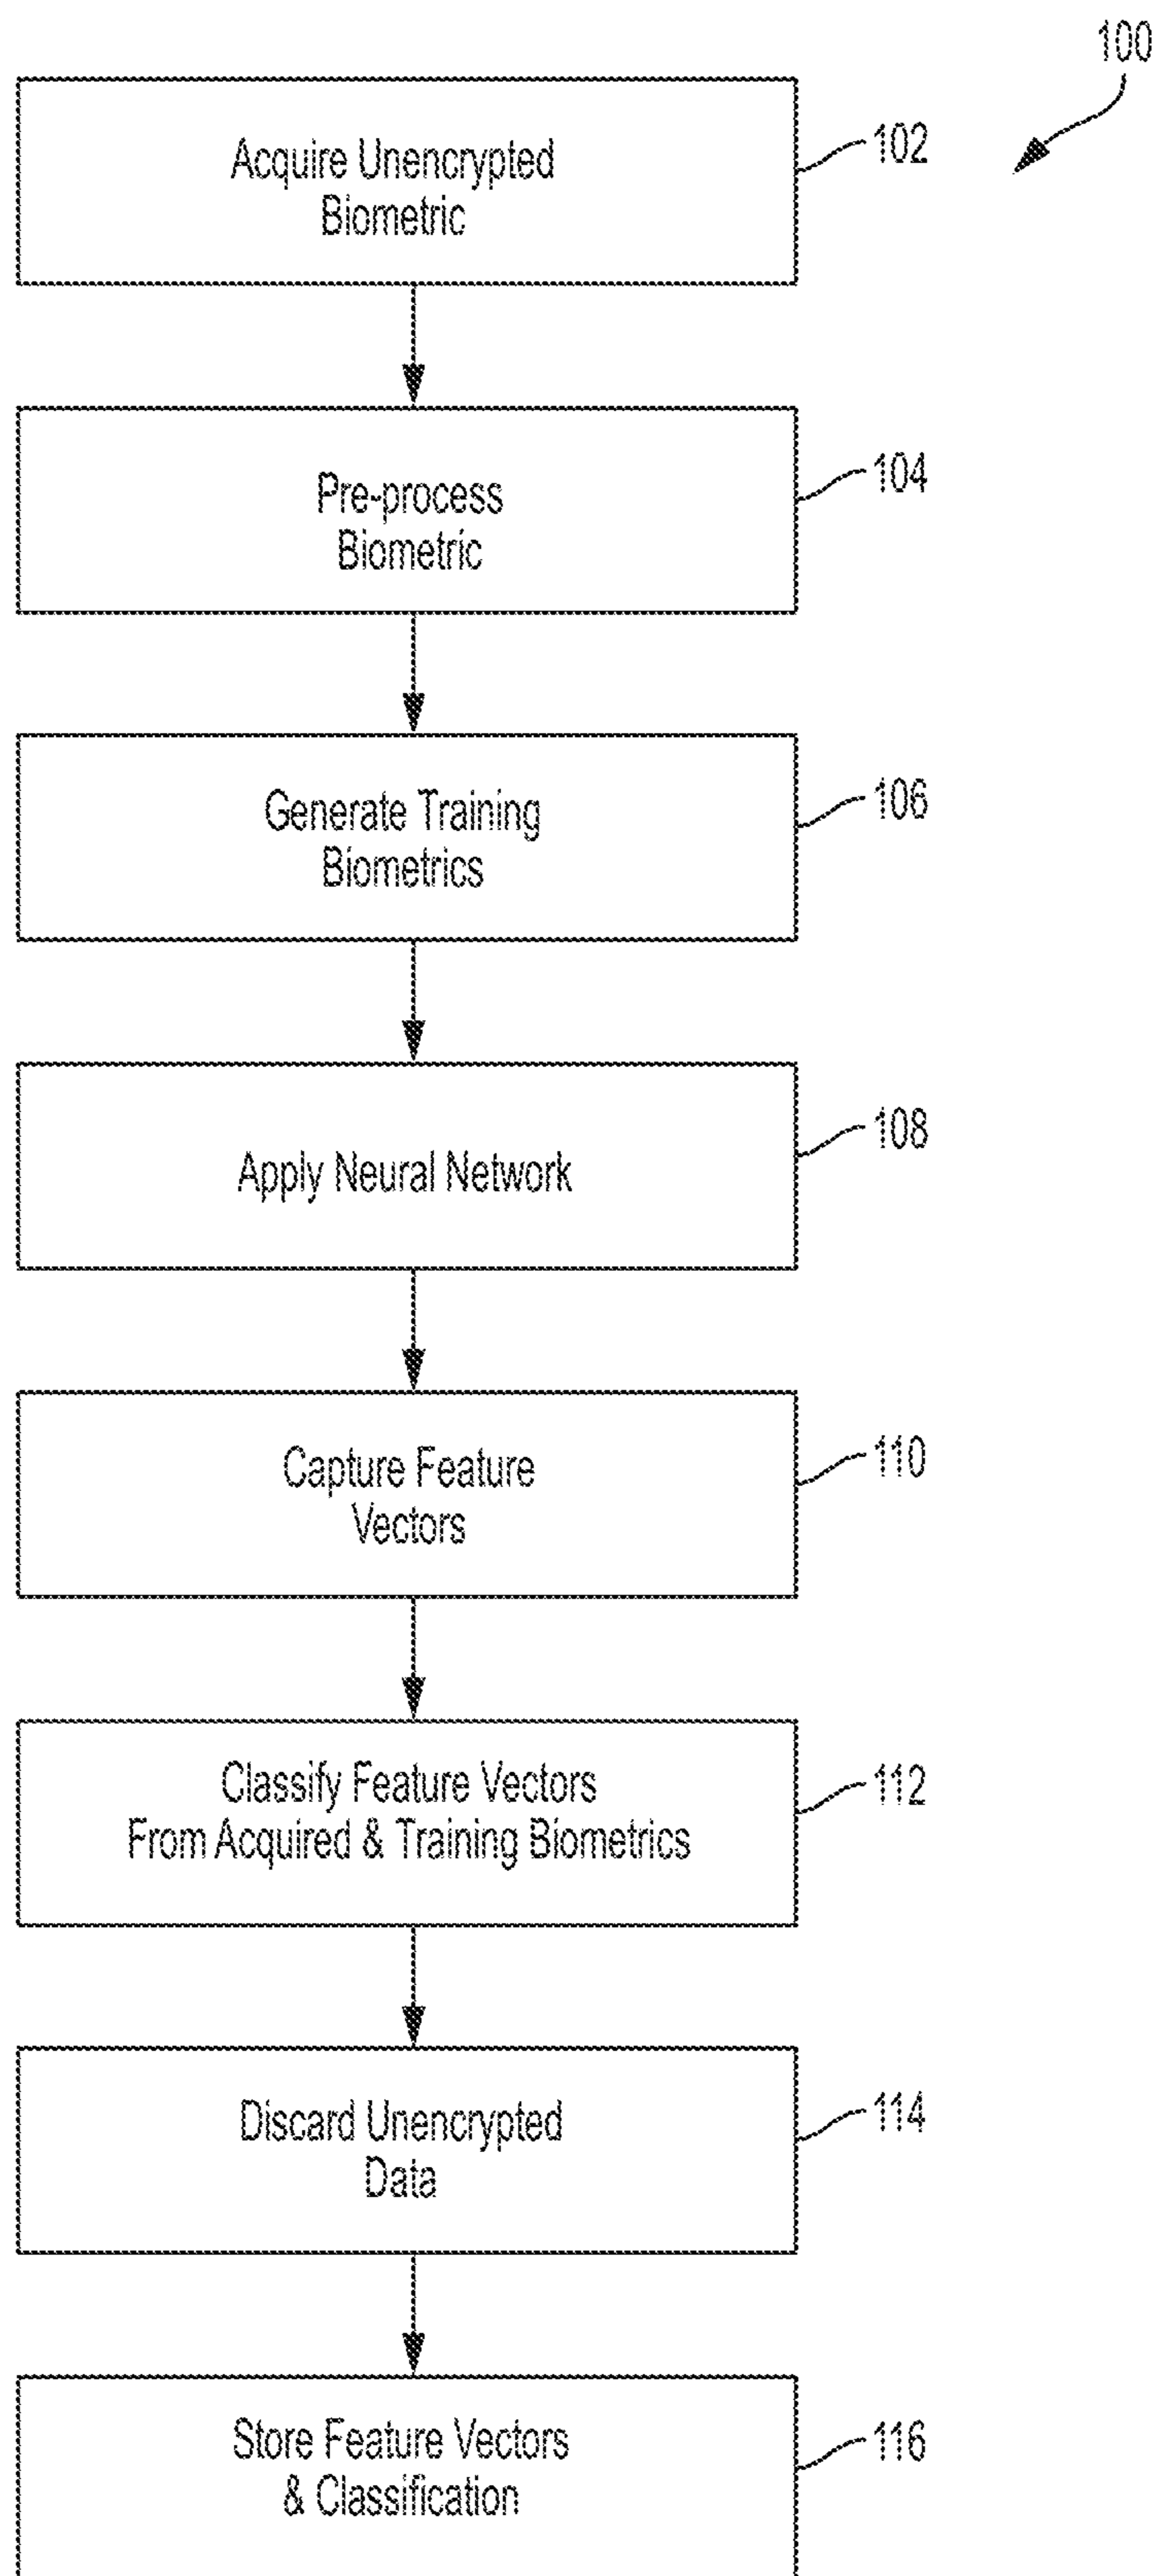 100
Acquire Unencrypted
Biometric
102
Pre-process
Biometric
104
Generate Training
Biometrics
106
Apply Neural Network
108
Capture Feature
Vectors
110
Classify Feature Vectors
From Acquired & Training Biometrics
112
Discard Unencrypted
Data
114
Store Feature Vectors
& Classification
116